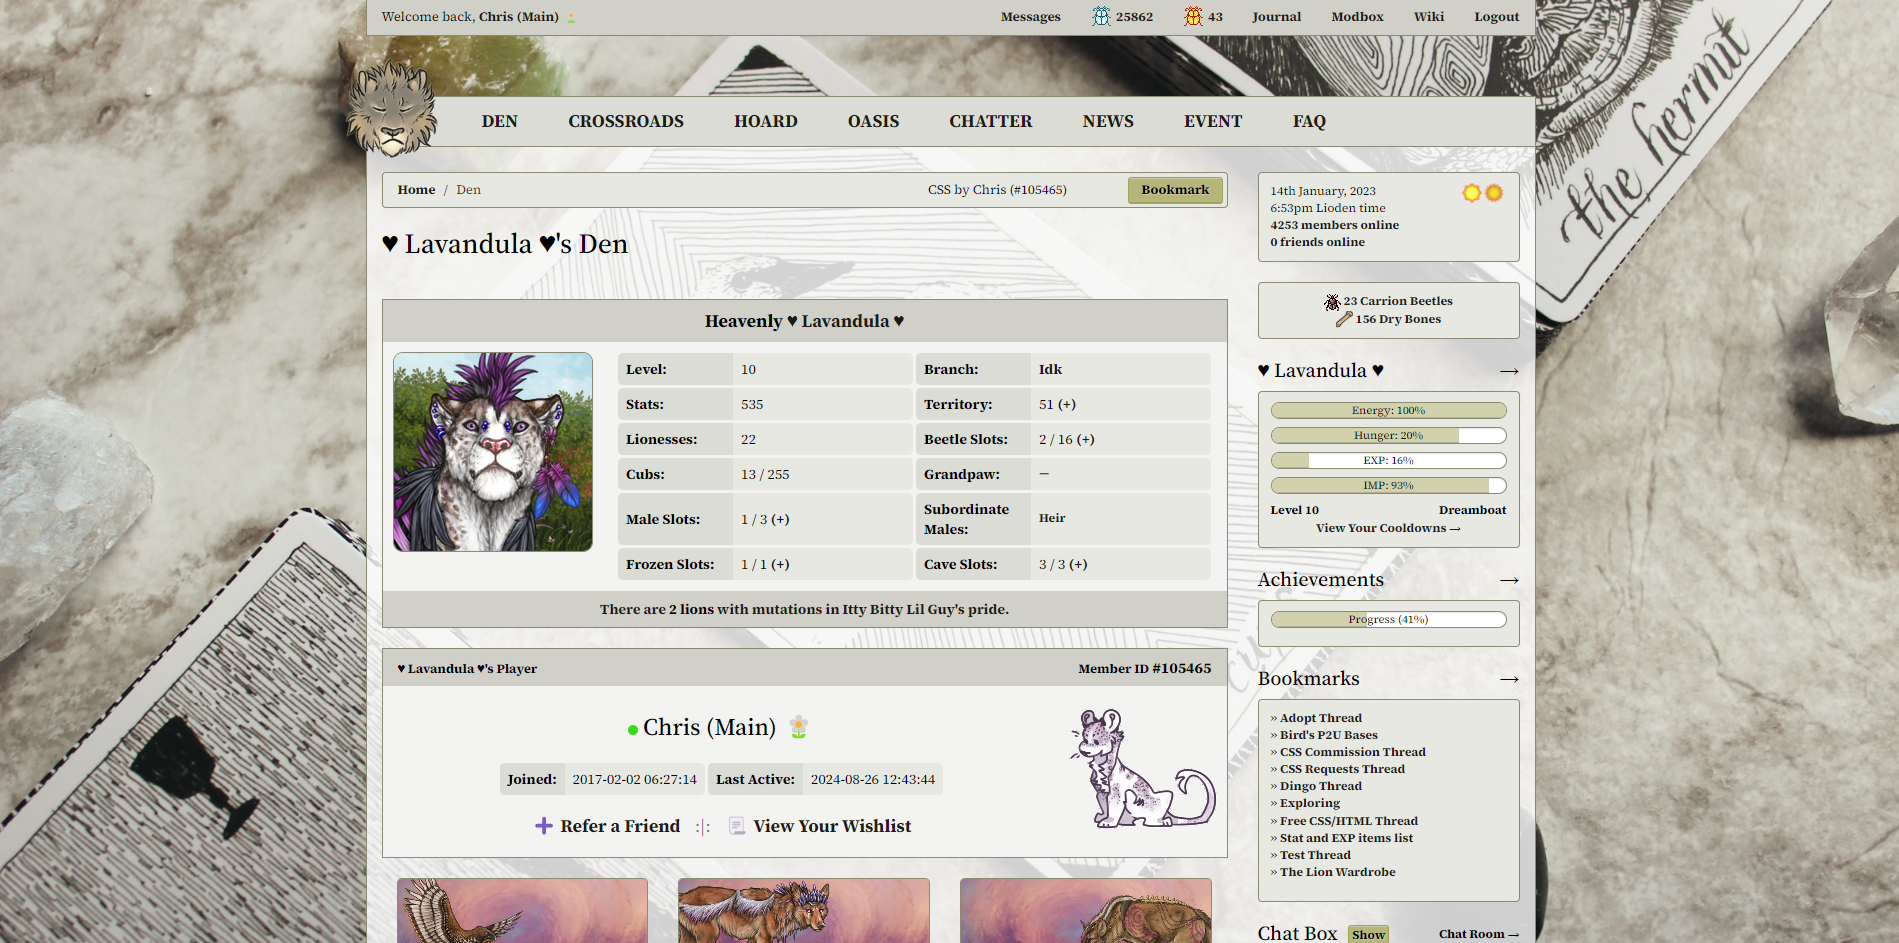 Welcome back, Chris (Main)
Messages 25862 43 Journal Modbox Wiki Logout
the hermit
DEN CROSSROADS HOARD OASIS CHATTER NEWS EVENT FAQ
Home / Den CSS by Chris (#105465) Bookmark
♥ Lavandula ♥'s Den
Heavenly ♥ Lavandula ♥
Level: 10 Branch: Idk
Stats: 535 Territory: 51 (+)
Lionesses: 22 Beetle Slots: 2 / 16 (+)
Cubs: 13 / 255 Grandpaw: —
Male Slots: 1 / 3 (+) Subordinate Males: Heir
Frozen Slots: 1 / 1 (+) Cave Slots: 3 / 3 (+)
There are 2 lions with mutations in Itty Bitty Lil Guy's pride.
♥ Lavandula ♥'s Player Member ID #105465
Chris (Main)
Joined: 2017-02-02 06:27:14 Last Active: 2024-08-26 12:43:44
Refer a Friend :|: View Your Wishlist
14th January, 2023
6:53pm Lioden time
4253 members online
0 friends online
23 Carrion Beetles
156 Dry Bones
♥ Lavandula ♥ →
Energy: 100%
Hunger: 20%
EXP: 16%
IMP: 93%
Level 10 Dreamboat
View Your Cooldowns →
Achievements →
Progress (41%)
Bookmarks →
» Adopt Thread
» Bird's P2U Bases
» CSS Commission Thread
» CSS Requests Thread
» Dingo Thread
» Exploring
» Free CSS/HTML Thread
» Stat and EXP items list
» Test Thread
» The Lion Wardrobe
Chat Box Show Chat Room →